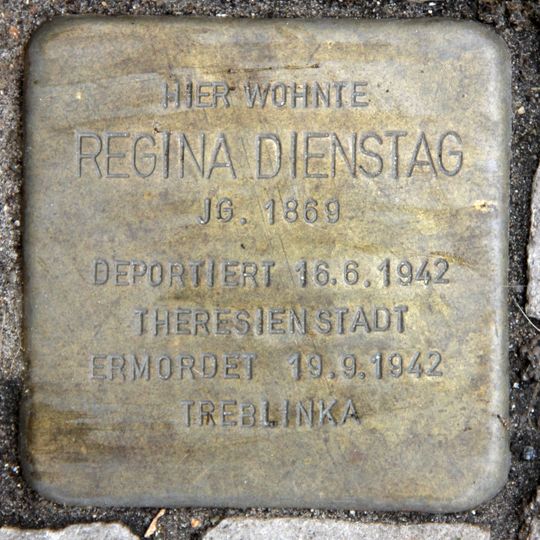 HIER WOHNTE
REGINA DIENSTAG
JG. 1869
DEPORTIERT 16.6.1942
THERESIENSTADT
ERMORDET 19.9.1942
TREBLINKA